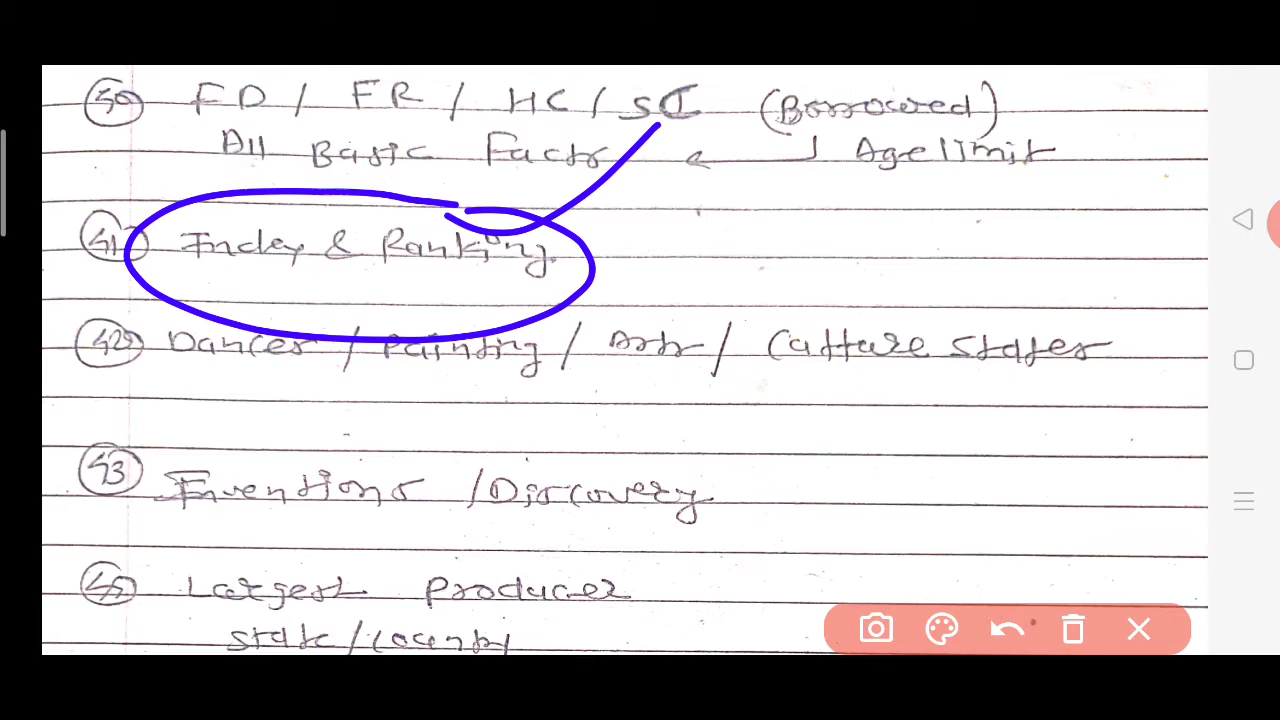 40 FD / FR / HC / SC (Borrowed)
All Basic Facts ← Age limit
41 Index & Ranking
42 Dances / Painting / Arts / Culture States
43 Inventions / Discovery
Largest Producer
State / Country